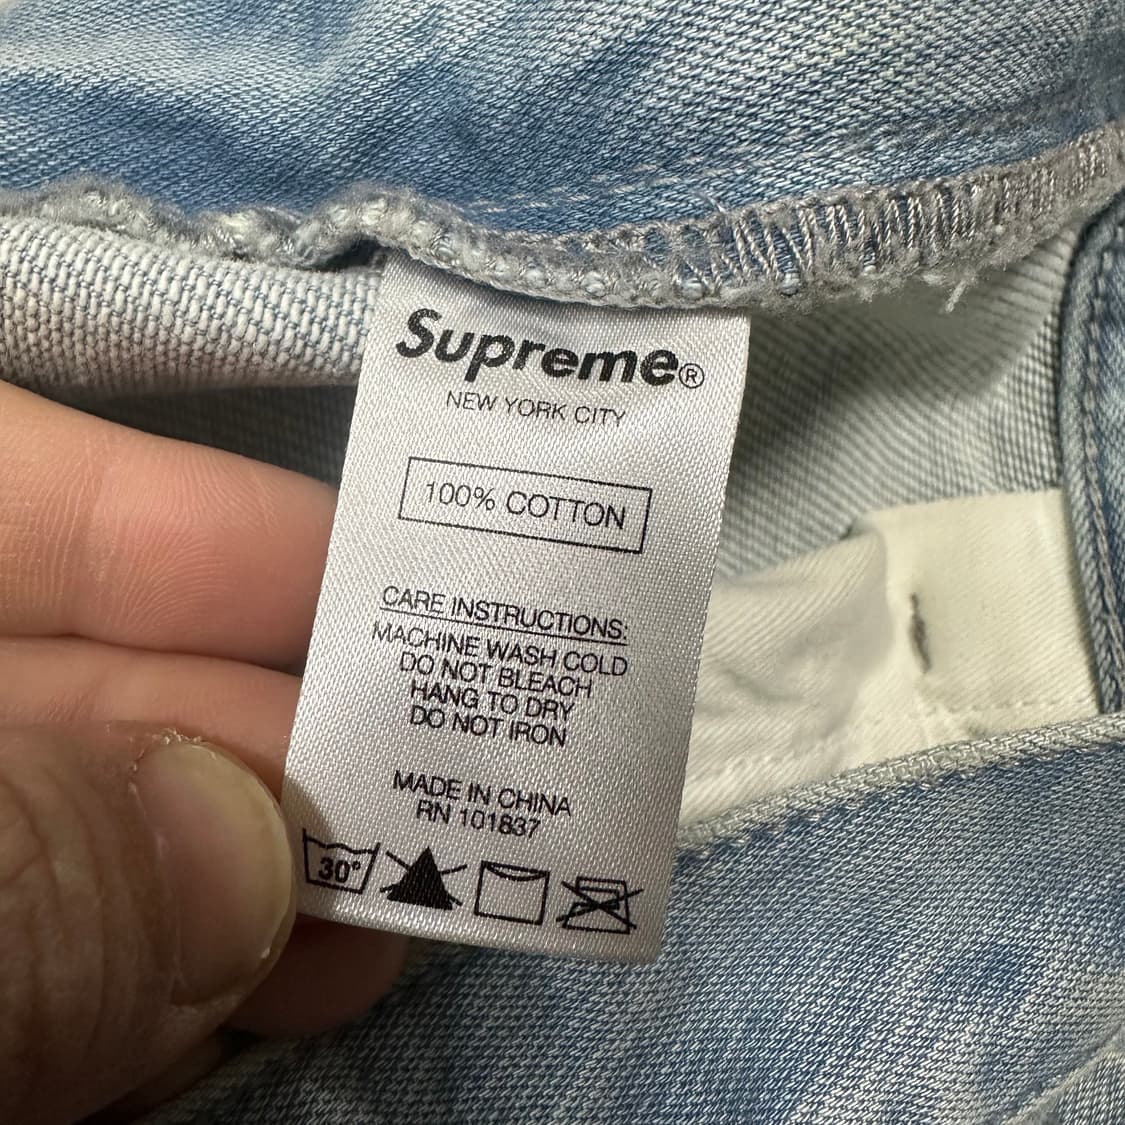 Supreme®
NEW YORK CITY
100% COTTON
CARE INSTRUCTIONS:
MACHINE WASH COLD
DO NOT BLEACH
HANG TO DRY
DO NOT IRON
MADE IN CHINA
RN 101837
30°